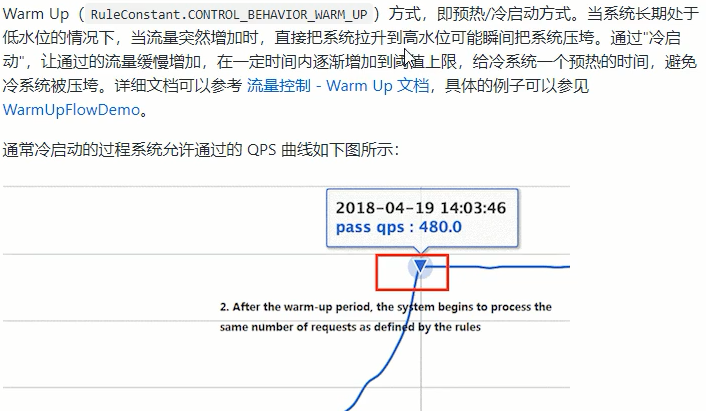 Warm Up（RuleConstant.CONTROL_BEHAVIOR_WARM_UP）方式，即预热/冷启动方式。当系统长期处于
低水位的情况下，当流量突然增加时，直接把系统拉升到高水位可能瞬间把系统压垮。通过"冷启
动"，让通过的流量缓慢增加，在一定时间内逐渐增加到阈值上限，给冷系统一个预热的时间，避免
冷系统被压垮。详细文档可以参考 流量控制 - Warm Up 文档，具体的例子可以参见
WarmUpFlowDemo。
通常冷启动的过程系统允许通过的 QPS 曲线如下图所示：
2018-04-19 14:03:46
pass qps : 480.0
2. After the warm-up period, the system begins to process the
same number of requests as defined by the rules